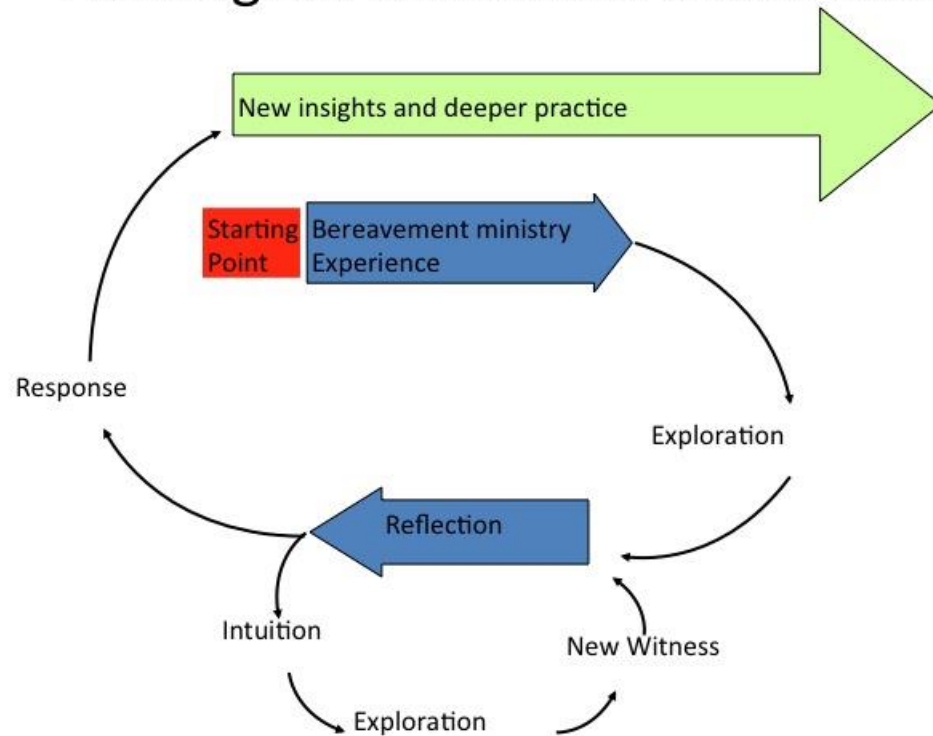 New insights and deeper practice
Starting
Point
Bereavement ministry
Experience
Response
Exploration
Reflection
Intuition
New Witness
Exploration